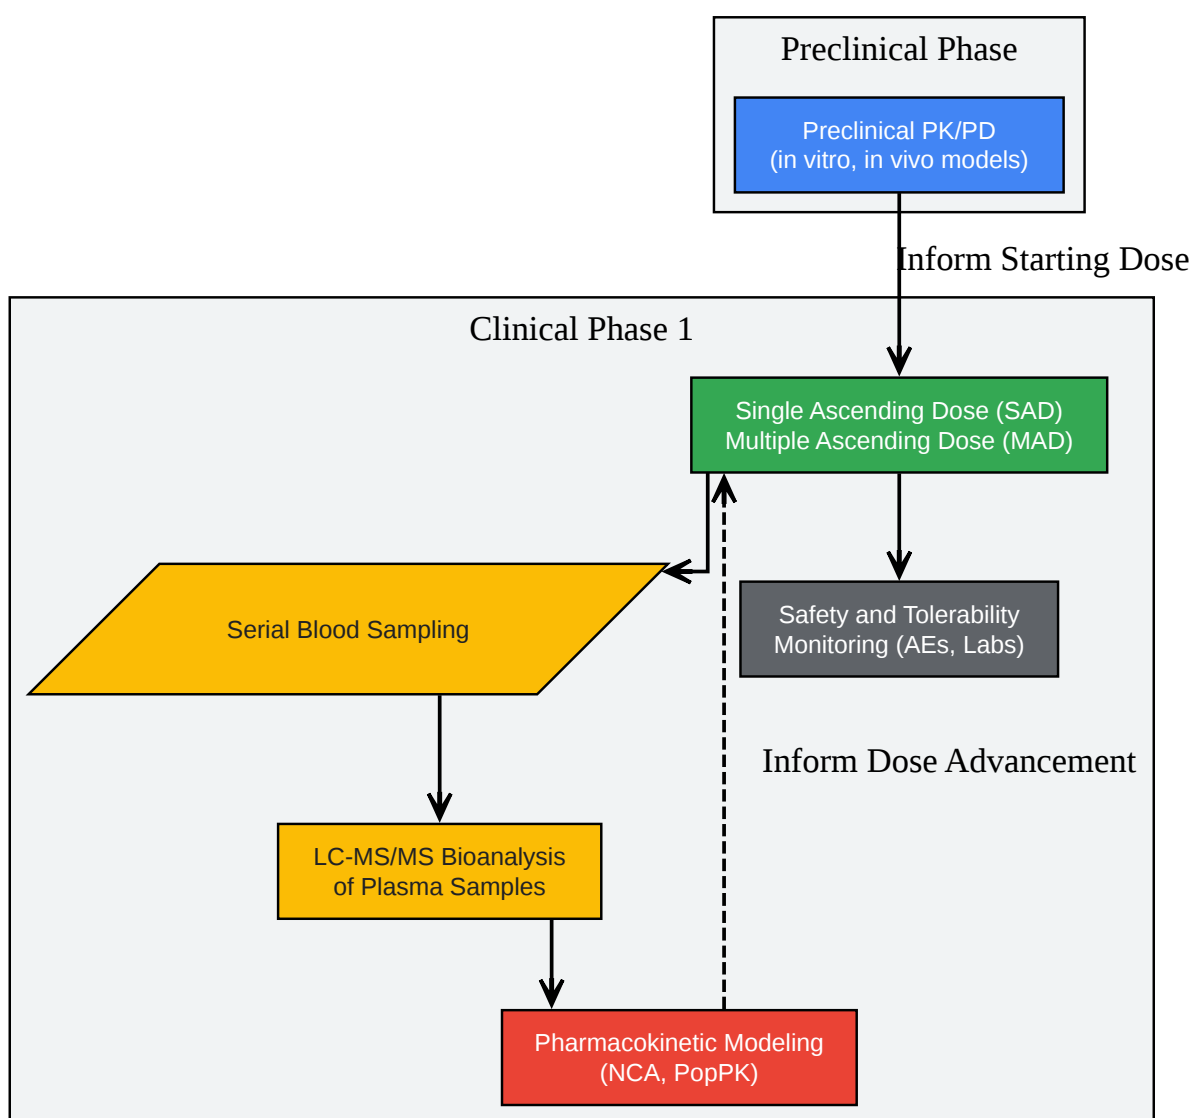 Preclinical Phase
Preclinical PK/PD
(in vitro, in vivo models)
Inform Starting Dose
Clinical Phase 1
Single Ascending Dose (SAD)
Multiple Ascending Dose (MAD)
Serial Blood Sampling
Safety and Tolerability
Monitoring (AEs, Labs)
Inform Dose Advancement
LC-MS/MS Bioanalysis
of Plasma Samples
Pharmacokinetic Modeling
(NCA, PopPK)